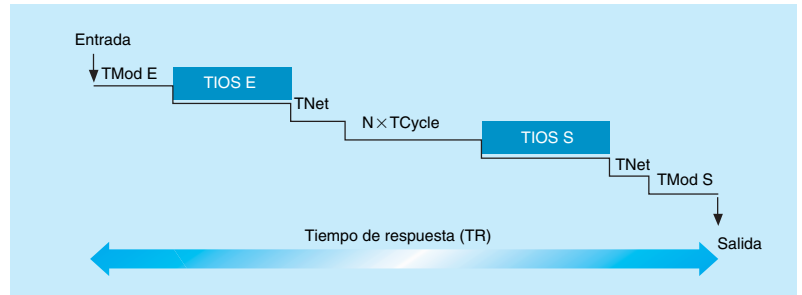 Entrada
TMod E
TIOS E
TNet
N×TCycle
TIOS S
TNet
TMod S
Salida
Tiempo de respuesta (TR)